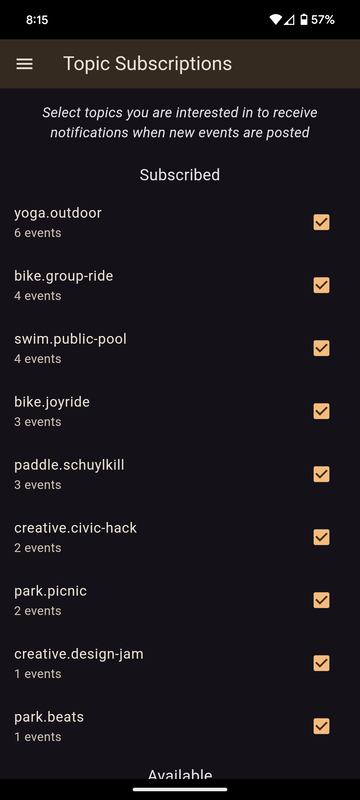 8:15
57%
Topic Subscriptions
Select topics you are interested in to receive
notifications when new events are posted
Subscribed
yoga.outdoor
6 events
bike.group-ride
4 events
swim.public-pool
4 events
bike.joyride
3 events
paddle.schuylkill
3 events
creative.civic-hack
2 events
park.picnic
2 events
creative.design-jam
1 events
park.beats
1 events
Available